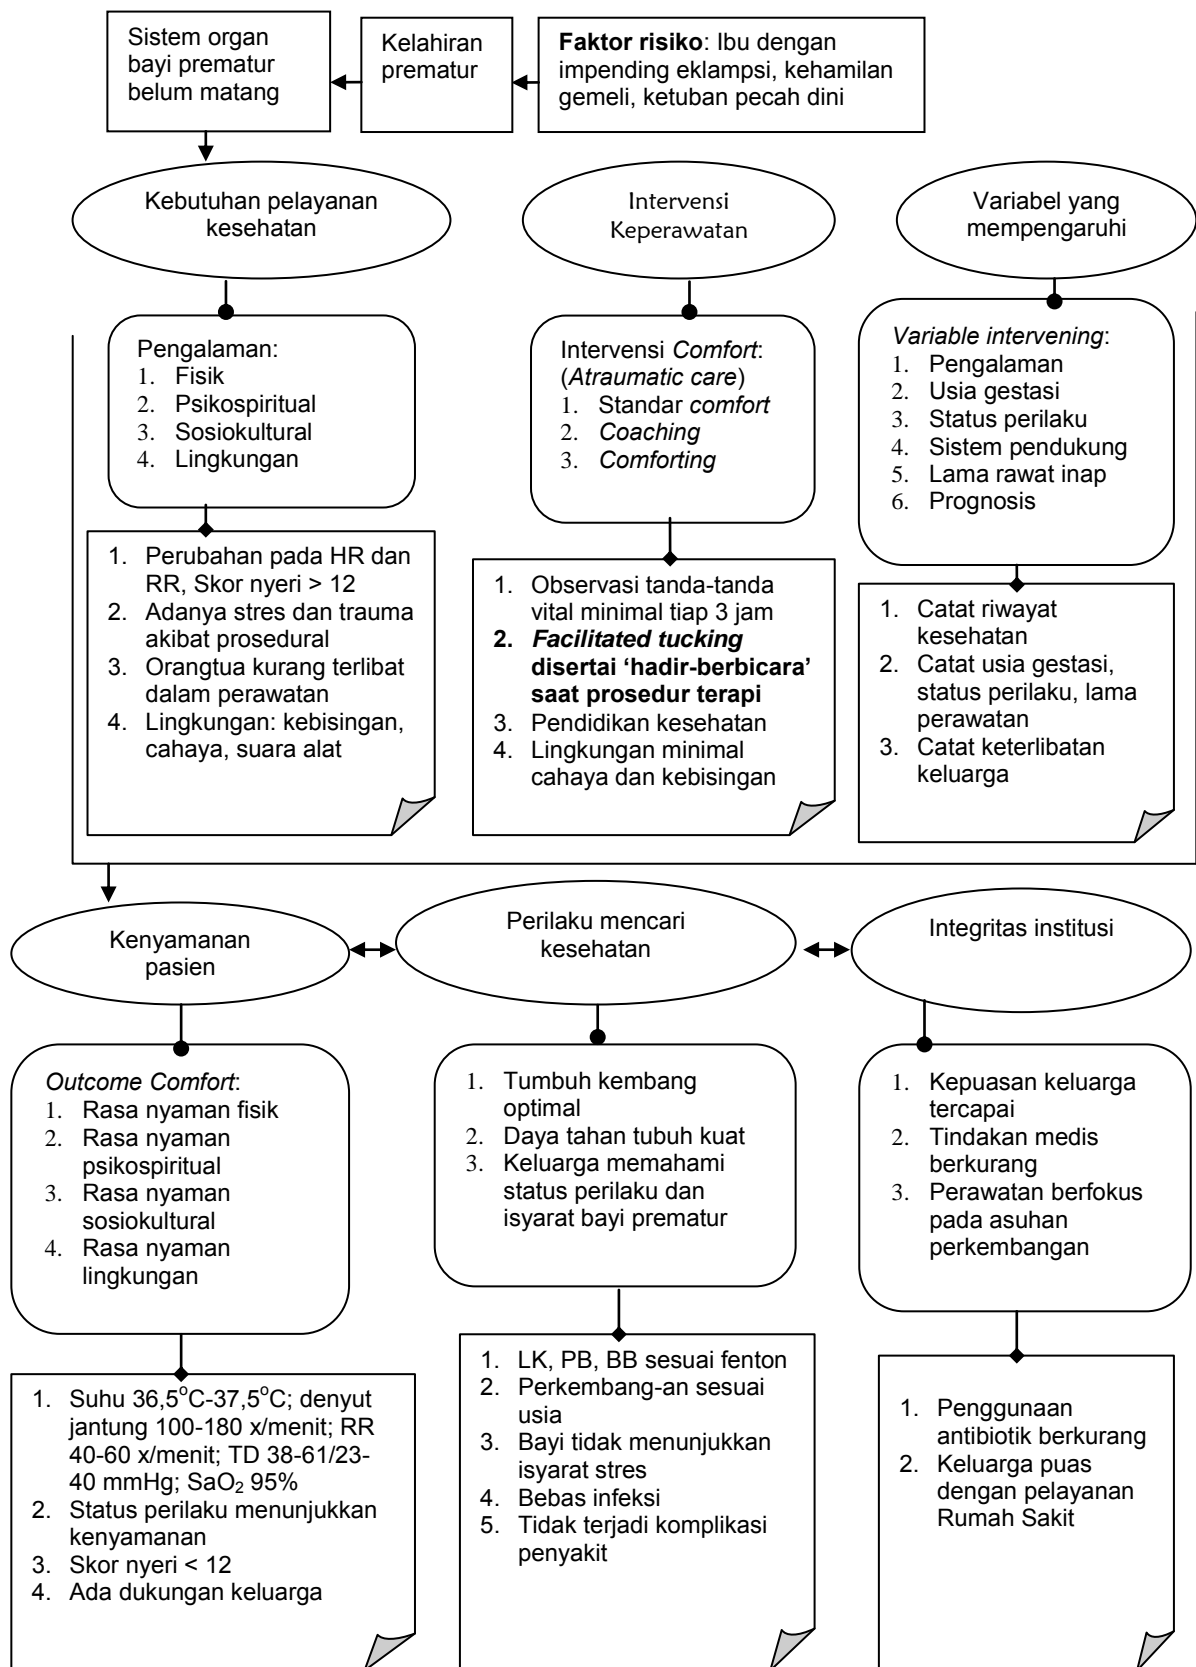 Sistem organ
bayi prematur
belum matang
Kelahiran
prematur
Faktor risiko: Ibu dengan
impending eklampsi, kehamilan
gemeli, ketuban pecah dini
Kebutuhan pelayanan
kesehatan
Intervensi
Keperawatan
Variabel yang
mempengaruhi
Pengalaman:
1. Fisik
2. Psikospiritual
3. Sosiokultural
4. Lingkungan
Intervensi Comfort:
(Atraumatic care)
1. Standar comfort
2. Coaching
3. Comforting
Variable intervening:
1. Pengalaman
2. Usia gestasi
3. Status perilaku
4. Sistem pendukung
5. Lama rawat inap
6. Prognosis
1. Perubahan pada HR dan
RR, Skor nyeri > 12
2. Adanya stres dan trauma
akibat prosedural
3. Orangtua kurang terlibat
dalam perawatan
4. Lingkungan: kebisingan,
cahaya, suara alat
1. Observasi tanda-tanda
vital minimal tiap 3 jam
2. Facilitated tucking
disertai ‘hadir-berbicara’
saat prosedur terapi
3. Pendidikan kesehatan
4. Lingkungan minimal
cahaya dan kebisingan
1. Catat riwayat
kesehatan
2. Catat usia gestasi,
status perilaku, lama
perawatan
3. Catat keterlibatan
keluarga
Kenyamanan
pasien
Perilaku mencari
kesehatan
Integritas institusi
Outcome Comfort:
1. Rasa nyaman fisik
2. Rasa nyaman
psikospiritual
3. Rasa nyaman
sosiokultural
4. Rasa nyaman
lingkungan
1. Tumbuh kembang
optimal
2. Daya tahan tubuh kuat
3. Keluarga memahami
status perilaku dan
isyarat bayi prematur
1. Kepuasan keluarga
tercapai
2. Tindakan medis
berkurang
3. Perawatan berfokus
pada asuhan
perkembangan
1. Suhu 36,5°C-37,5°C; denyut
jantung 100-180 x/menit; RR
40-60 x/menit; TD 38-61/23-
40 mmHg; SaO₂ 95%
2. Status perilaku menunjukkan
kenyamanan
3. Skor nyeri < 12
4. Ada dukungan keluarga
1. LK, PB, BB sesuai fenton
2. Perkembang-an sesuai
usia
3. Bayi tidak menunjukkan
isyarat stres
4. Bebas infeksi
5. Tidak terjadi komplikasi
penyakit
1. Penggunaan
antibiotik berkurang
2. Keluarga puas
dengan pelayanan
Rumah Sakit